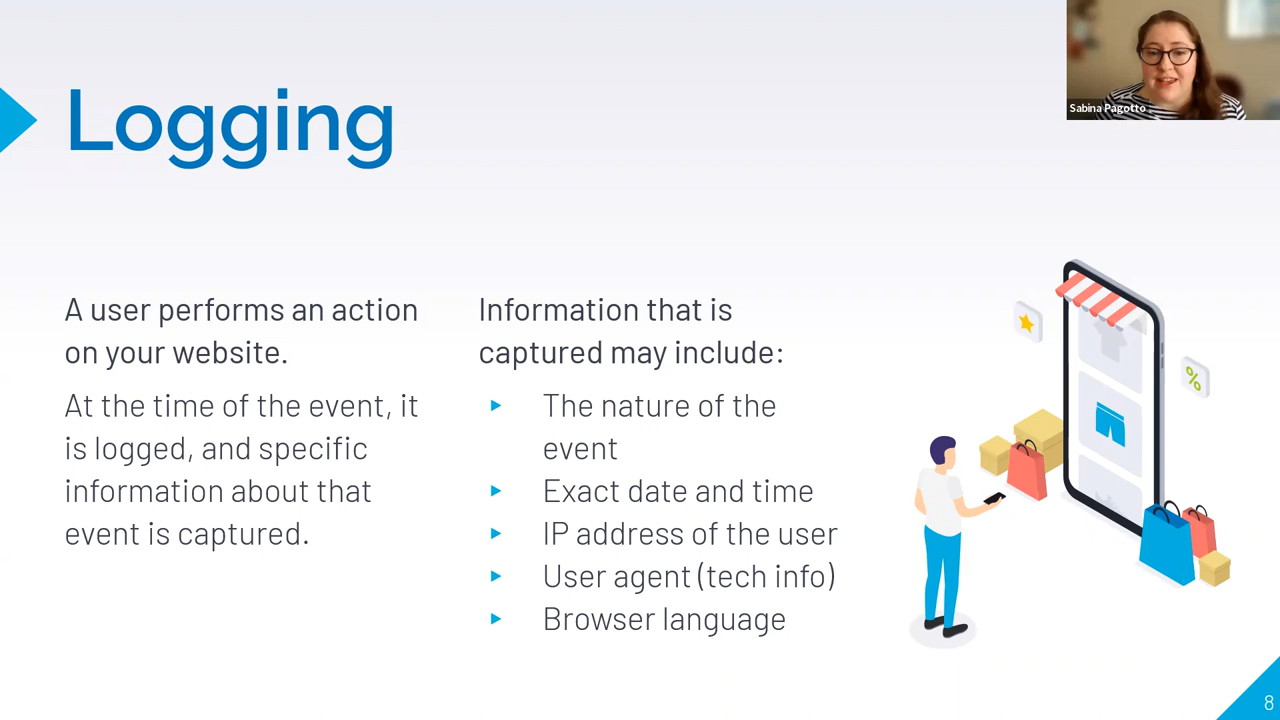 Sabina Pagotto
Logging
A user performs an action
on your website.
At the time of the event, it
is logged, and specific
information about that
event is captured.
Information that is
captured may include:
The nature of the
event
Exact date and time
IP address of the user
User agent (tech info)
Browser language
%
8